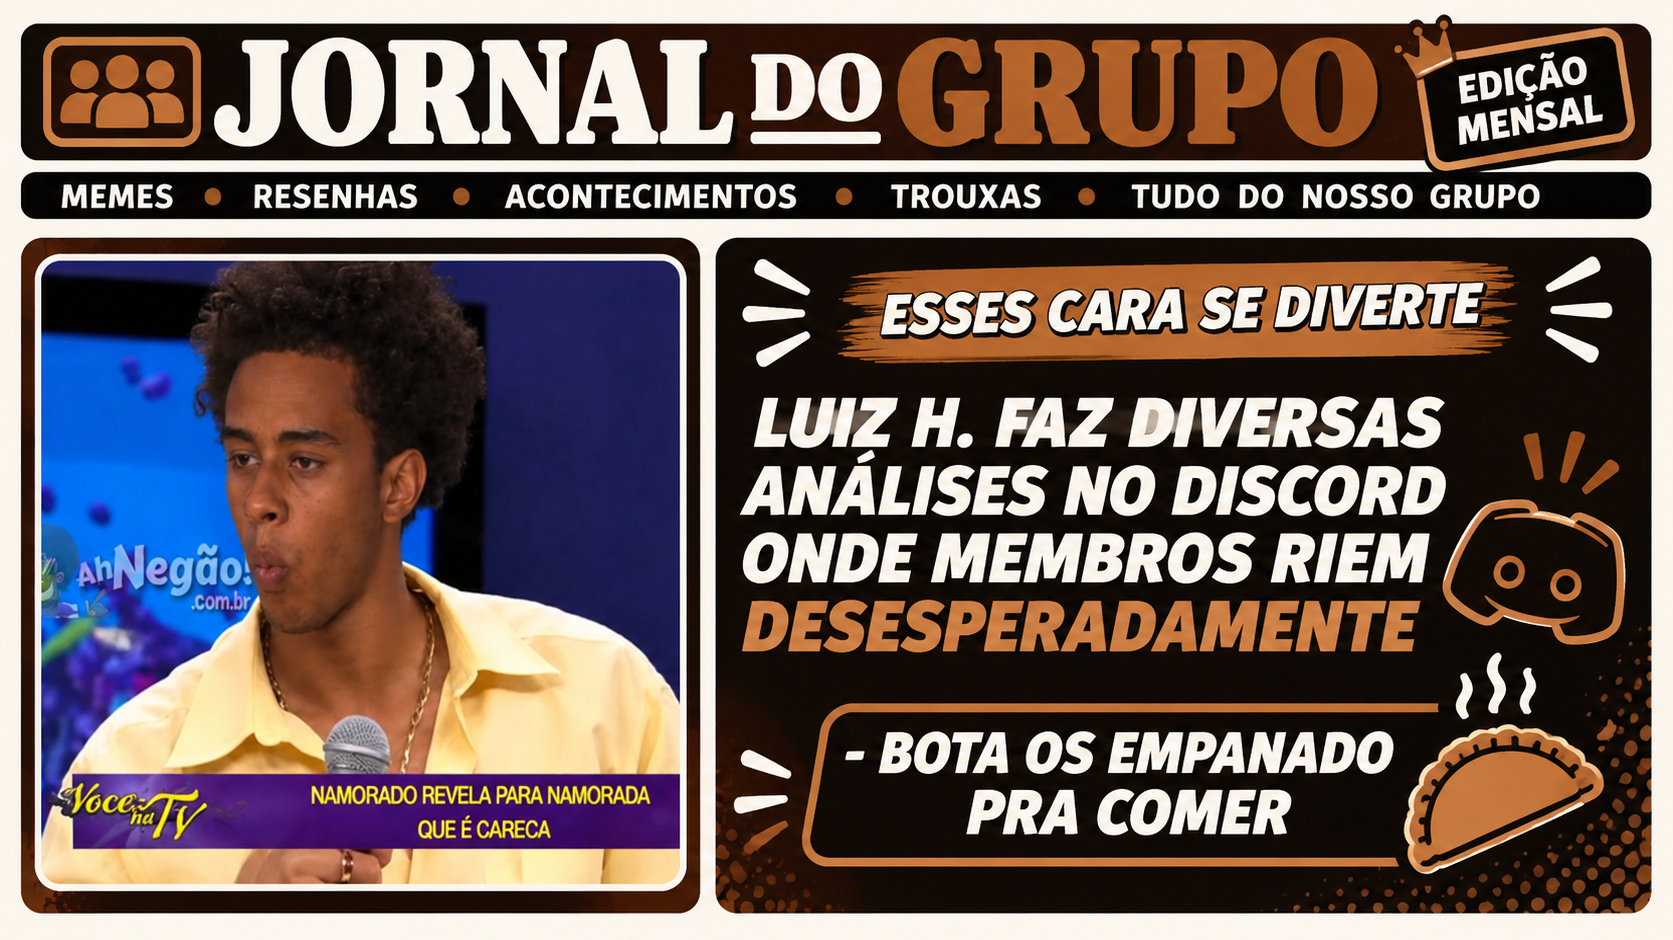 JORNAL DO GRUPO
EDIÇÃO
MENSAL
MEMES • RESENHAS • ACONTECIMENTOS • TROUXAS • TUDO DO NOSSO GRUPO
AhNegão!
.com.br
Você na TV
NAMORADO REVELA PARA NAMORADA
QUE É CARECA
ESSES CARA SE DIVERTE
LUIZ H. FAZ DIVERSAS
ANÁLISES NO DISCORD
ONDE MEMBROS RIEM
DESESPERADAMENTE
- BOTA OS EMPANADO
PRA COMER